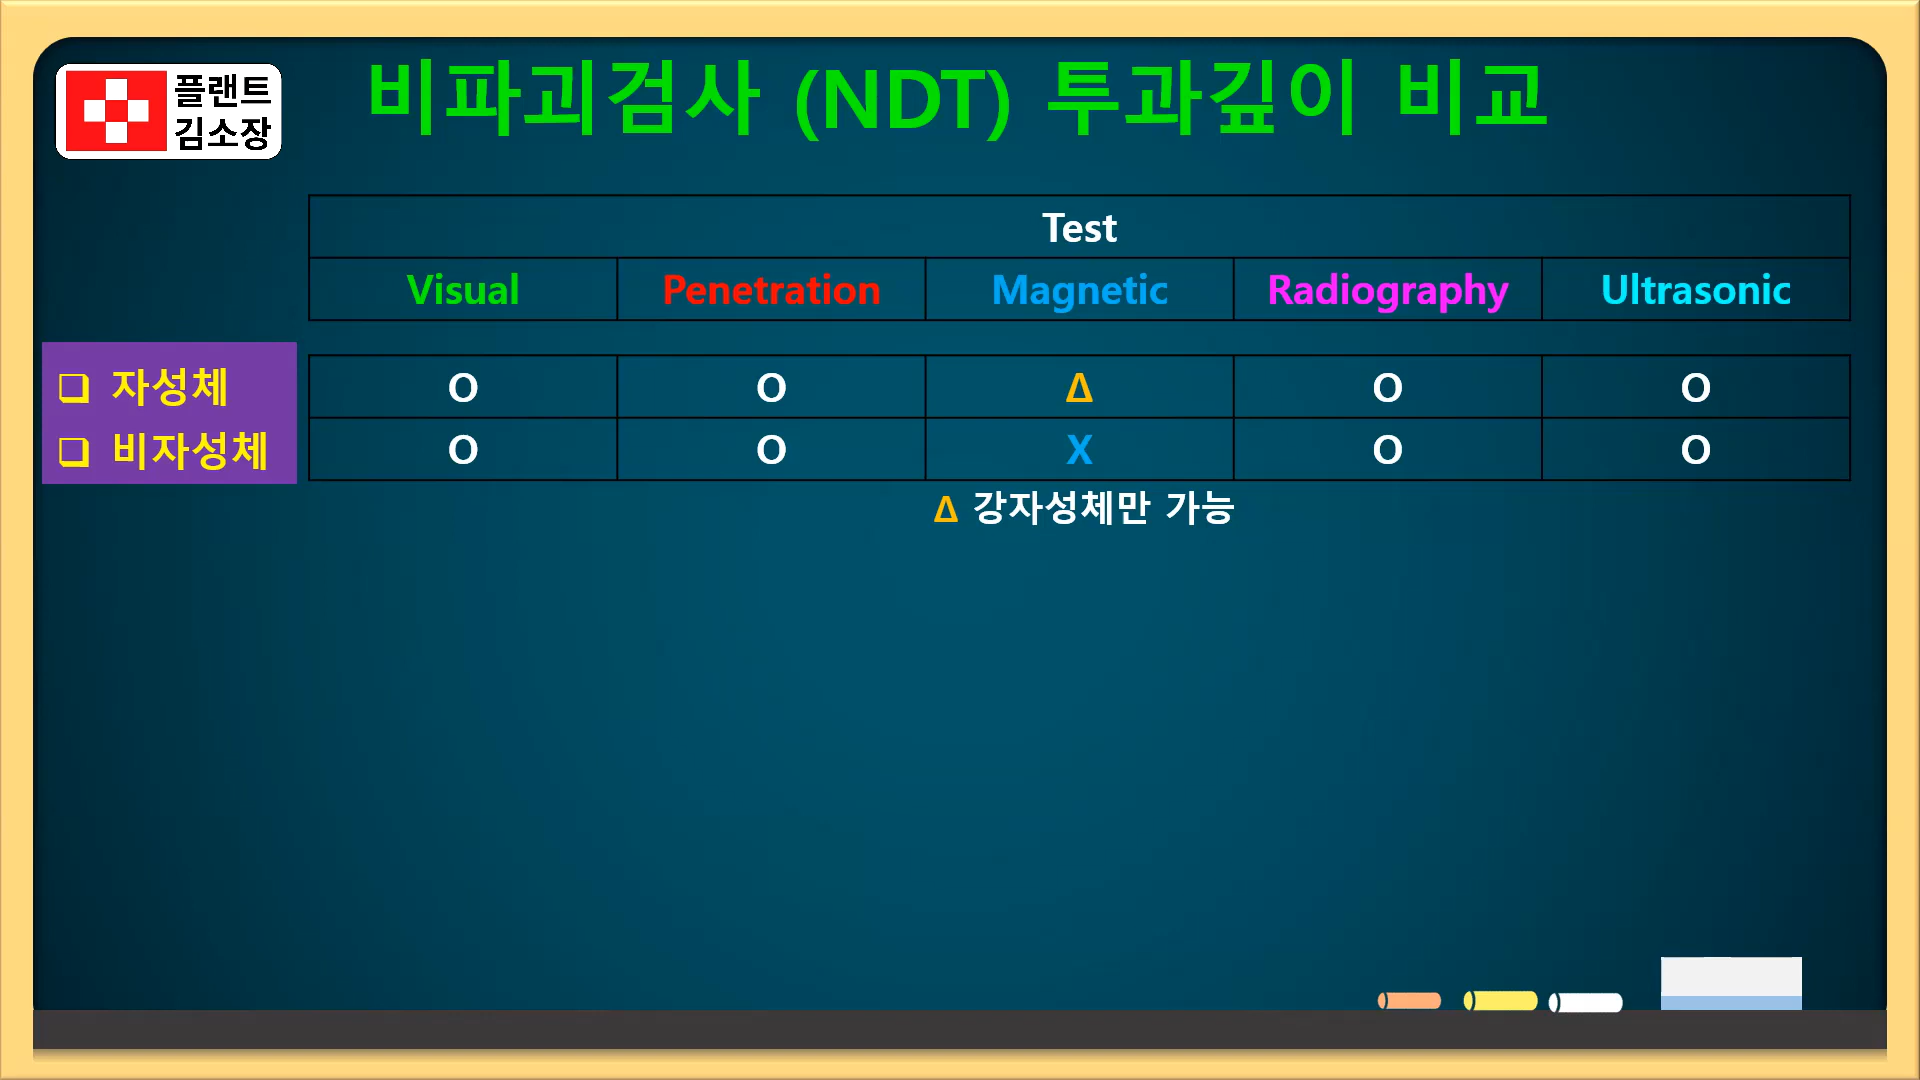 플랜트
김소장
비파괴검사 (NDT) 투과깊이 비교
Test
Visual Penetration Magnetic Radiography Ultrasonic
❑ 자성체 O O Δ O O
❑ 비자성체 O O X O O
Δ 강자성체만 가능